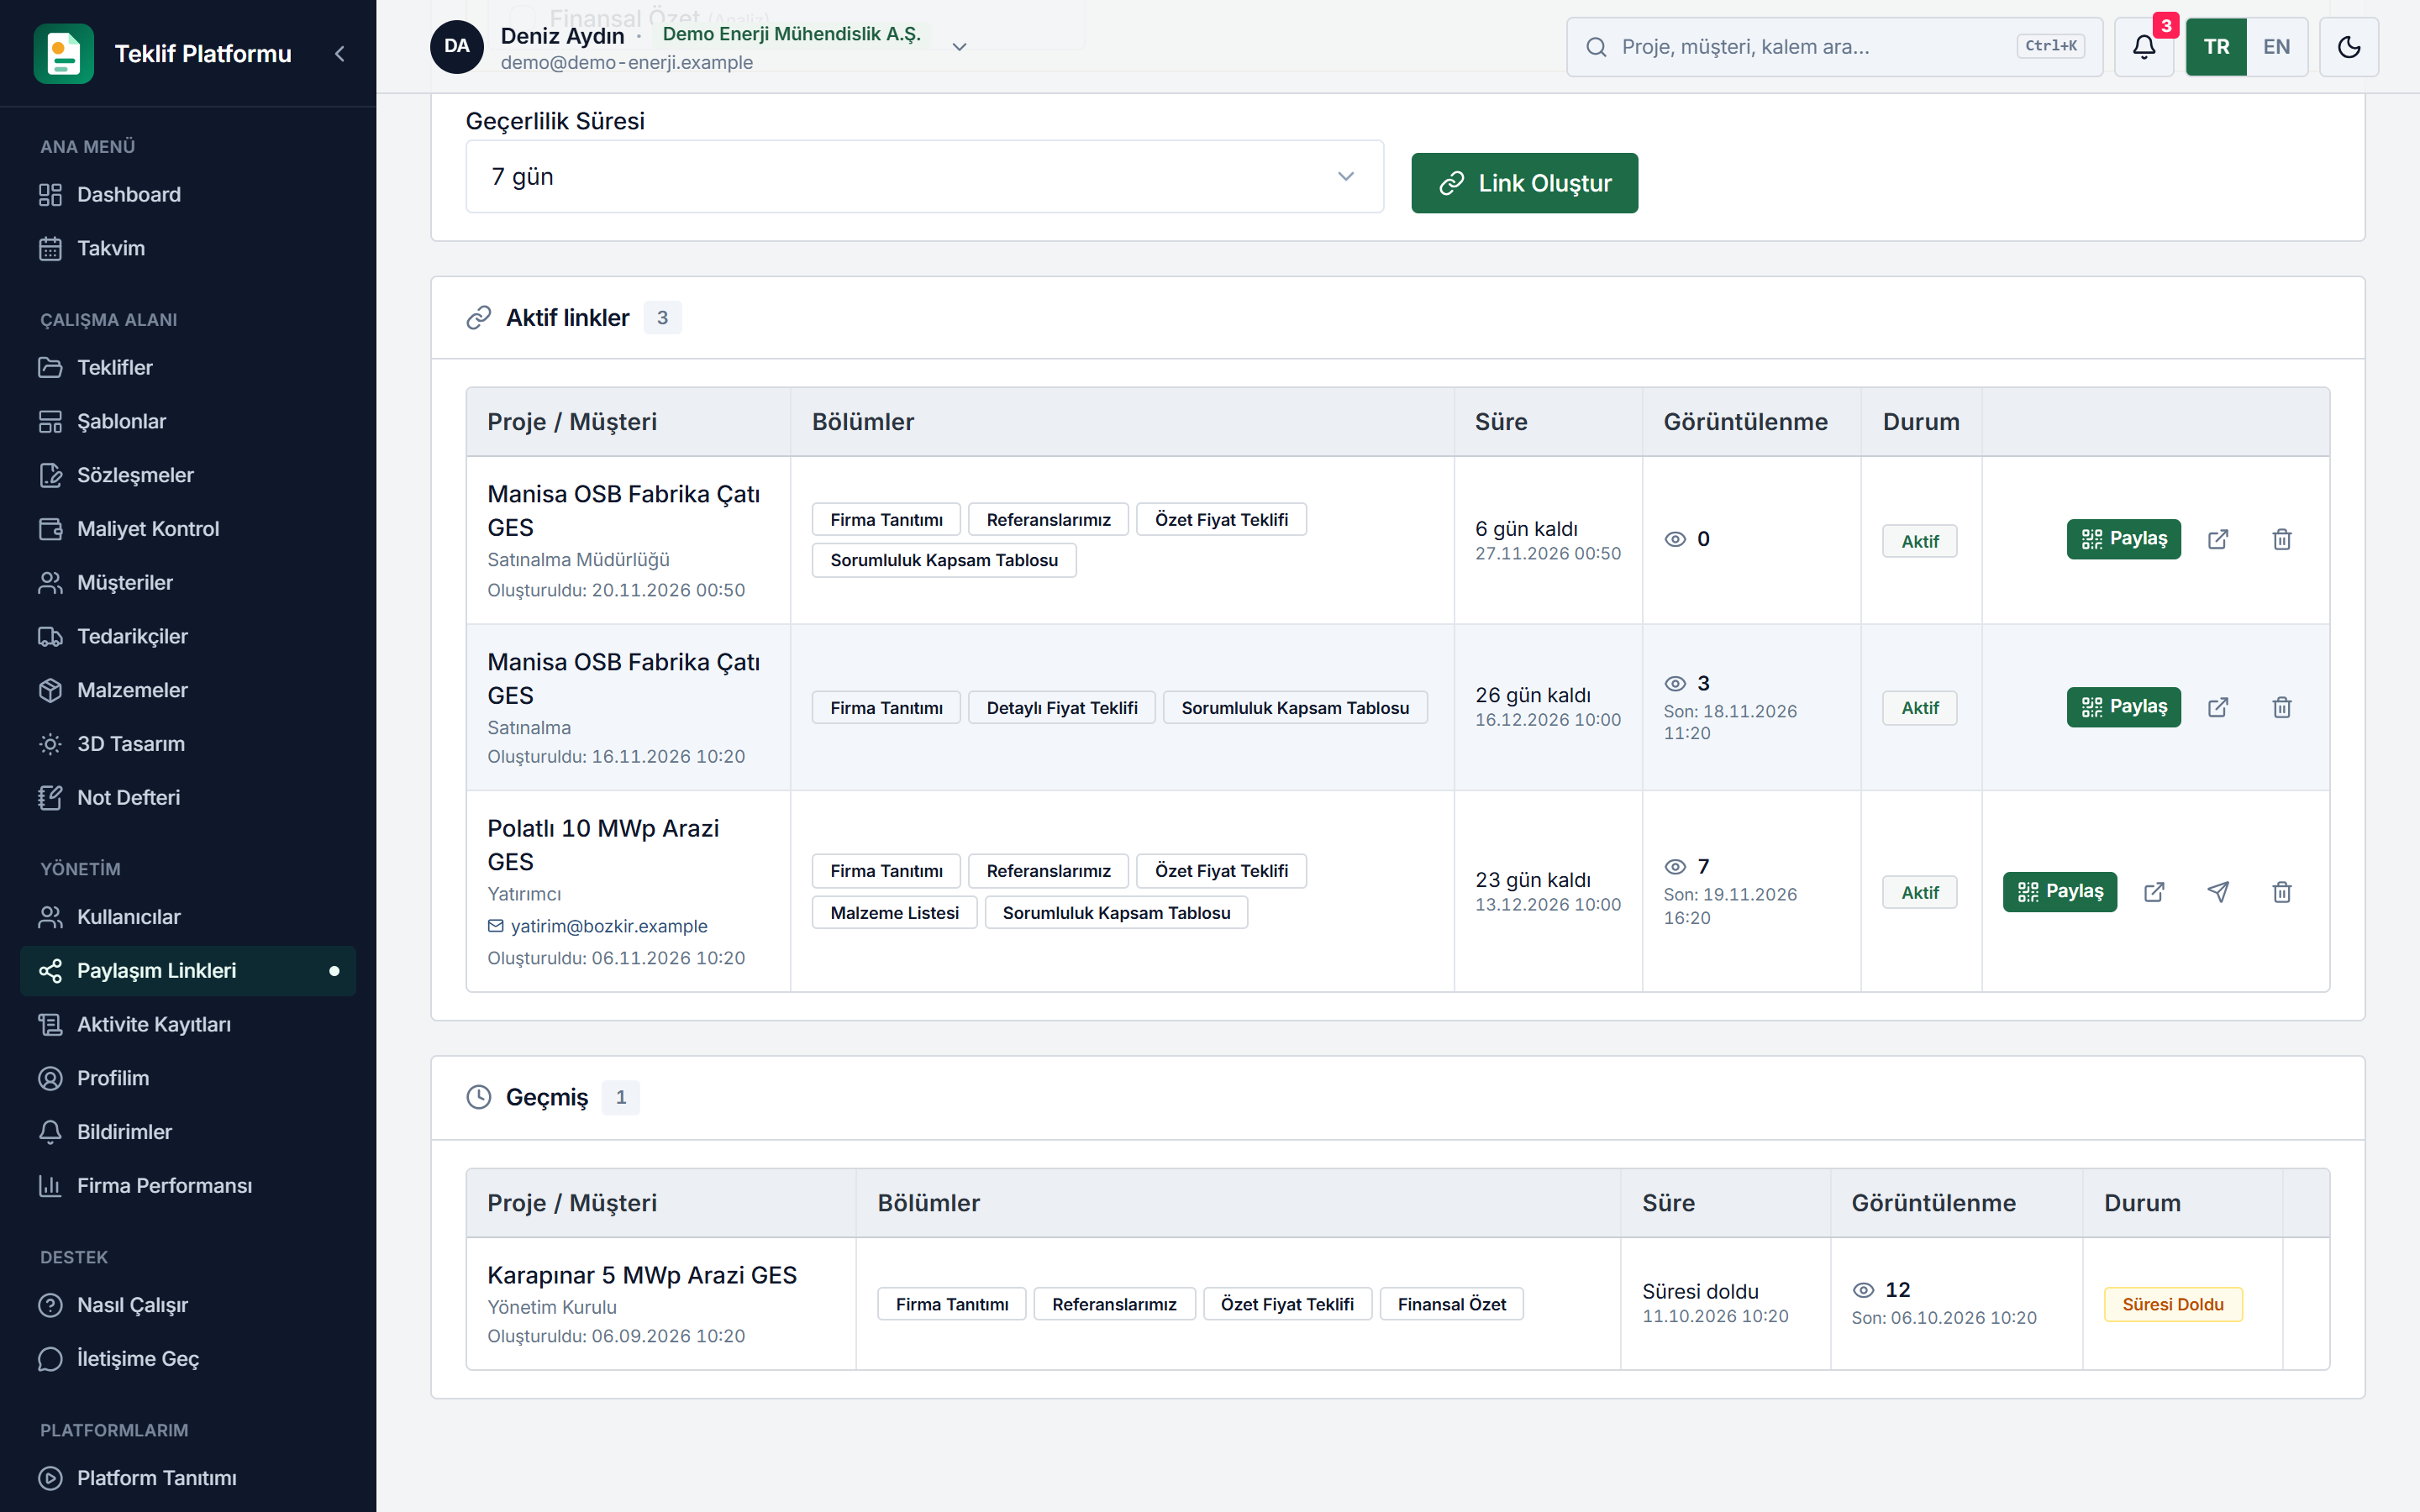 Teklif Platformu
ANA MENÜ
Dashboard
Takvim
ÇALIŞMA ALANI
Teklifler
Şablonlar
Sözleşmeler
Maliyet Kontrol
Müşteriler
Tedarikçiler
Malzemeler
3D Tasarım
Not Defteri
YÖNETİM
Kullanıcılar
Paylaşım Linkleri
Aktivite Kayıtları
Profilim
Bildirimler
Firma Performansı
DESTEK
Nasıl Çalışır
İletişime Geç
PLATFORMLARIM
Platform Tanıtımı
Finansal Özet (Analiz)
DA
Deniz Aydın · Demo Enerji Mühendislik A.Ş.
demo@demo-enerji.example
Proje, müşteri, kalem ara... Ctrl+K
3
TR EN
Geçerlilik Süresi
7 gün
Link Oluştur
Aktif linkler 3
Proje / Müşteri Bölümler Süre Görüntülenme Durum
Manisa OSB Fabrika Çatı
GES
Satınalma Müdürlüğü
Oluşturuldu: 20.11.2026 00:50
Firma Tanıtımı Referanslarımız Özet Fiyat Teklifi
Sorumluluk Kapsam Tablosu
6 gün kaldı
27.11.2026 00:50
0
Aktif
Paylaş
Manisa OSB Fabrika Çatı
GES
Satınalma
Oluşturuldu: 16.11.2026 10:20
Firma Tanıtımı Detaylı Fiyat Teklifi Sorumluluk Kapsam Tablosu
26 gün kaldı
16.12.2026 10:00
3
Son: 18.11.2026
11:20
Aktif
Paylaş
Polatlı 10 MWp Arazi
GES
Yatırımcı
yatirim@bozkir.example
Oluşturuldu: 06.11.2026 10:20
Firma Tanıtımı Referanslarımız Özet Fiyat Teklifi
Malzeme Listesi Sorumluluk Kapsam Tablosu
23 gün kaldı
13.12.2026 10:00
7
Son: 19.11.2026
16:20
Aktif
Paylaş
Geçmiş 1
Proje / Müşteri Bölümler Süre Görüntülenme Durum
Karapınar 5 MWp Arazi GES
Yönetim Kurulu
Oluşturuldu: 06.09.2026 10:20
Firma Tanıtımı Referanslarımız Özet Fiyat Teklifi Finansal Özet
Süresi doldu
11.10.2026 10:20
12
Son: 06.10.2026 10:20
Süresi Doldu